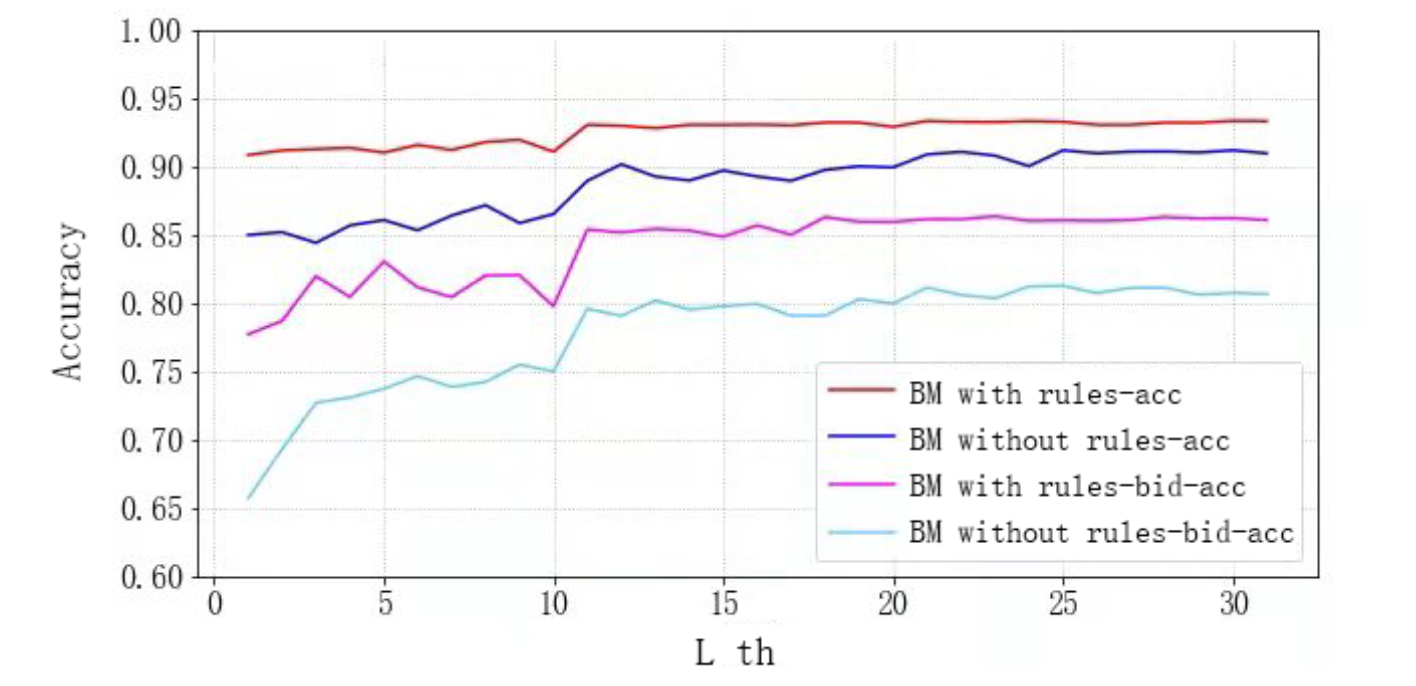 1.00
0.95
0.90
0.85
0.80
0.75
0.70
0.65
0.60
Accuracy
BM with rules-acc
BM without rules-acc
BM with rules-bid-acc
BM without rules-bid-acc
0 5 10 15 20 25 30
L th